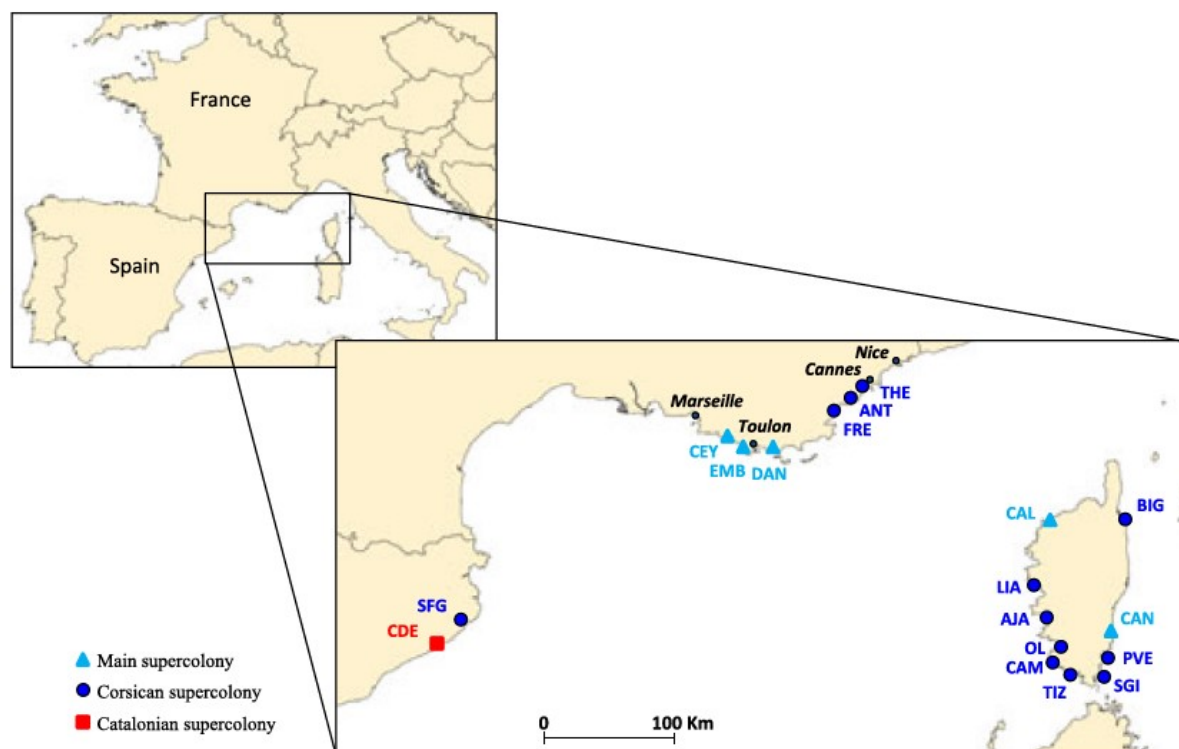 France
Spain
Nice
Cannes
THE
Marseille
ANT
Toulon
FRE
CEY
EMB
DAN
CAL
BIG
LIA
SFG
AJA
CAN
CDE
OL
PVE
CAM
TIZ
SGI
Main supercolony
Corsican supercolony
Catalonian supercolony
0
100 Km